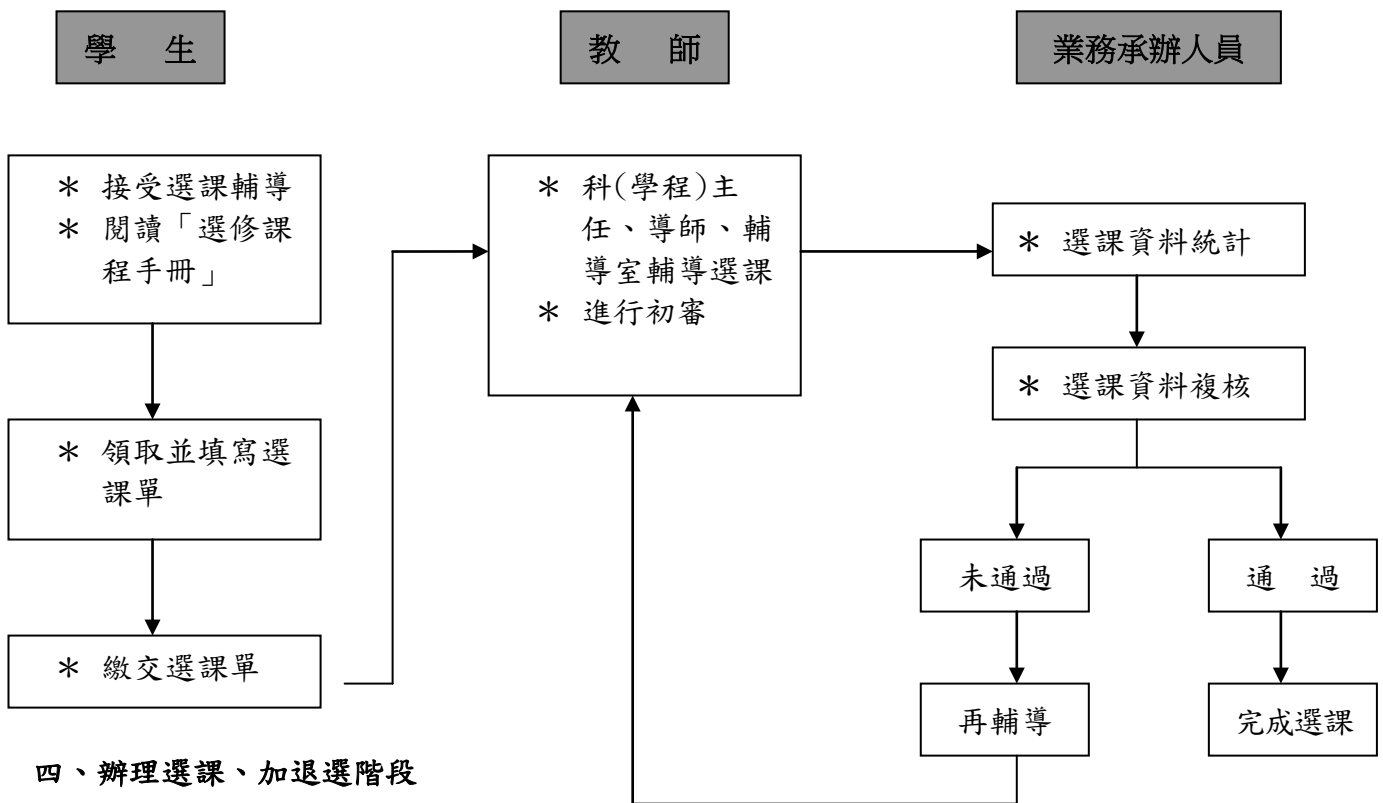 學 生
教 師
業務承辦人員
＊ 接受選課輔導
＊ 閱讀「選修課
程手冊」
＊ 領取並填寫選
課單
＊ 繳交選課單
＊ 科(學程)主
任、導師、輔
導室輔導選課
＊ 進行初審
＊ 選課資料統計
＊ 選課資料複核
未通過
通 過
再輔導
完成選課
四、辦理選課、加退選階段